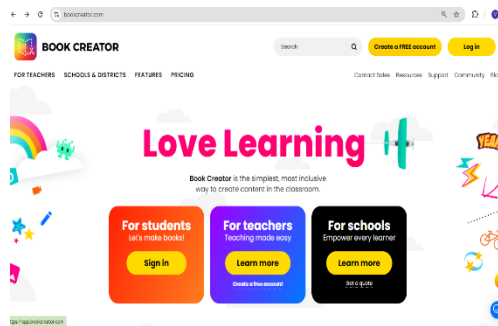 bookcreator.com
BOOK CREATOR
Search
Create a FREE account
Log in
FOR TEACHERS SCHOOLS & DISTRICTS FEATURES PRICING
Contact Sales Resources Support Community Blo
Love Learning
Book Creator is the simplest, most inclusive
way to create content in the classroom.
For students
Let's make books!
Sign in
For teachers
Teaching made easy
Learn more
Create a free account
For schools
Empower every learner
Learn more
Get a quote
YEA
ttps://app.bookcreator.com